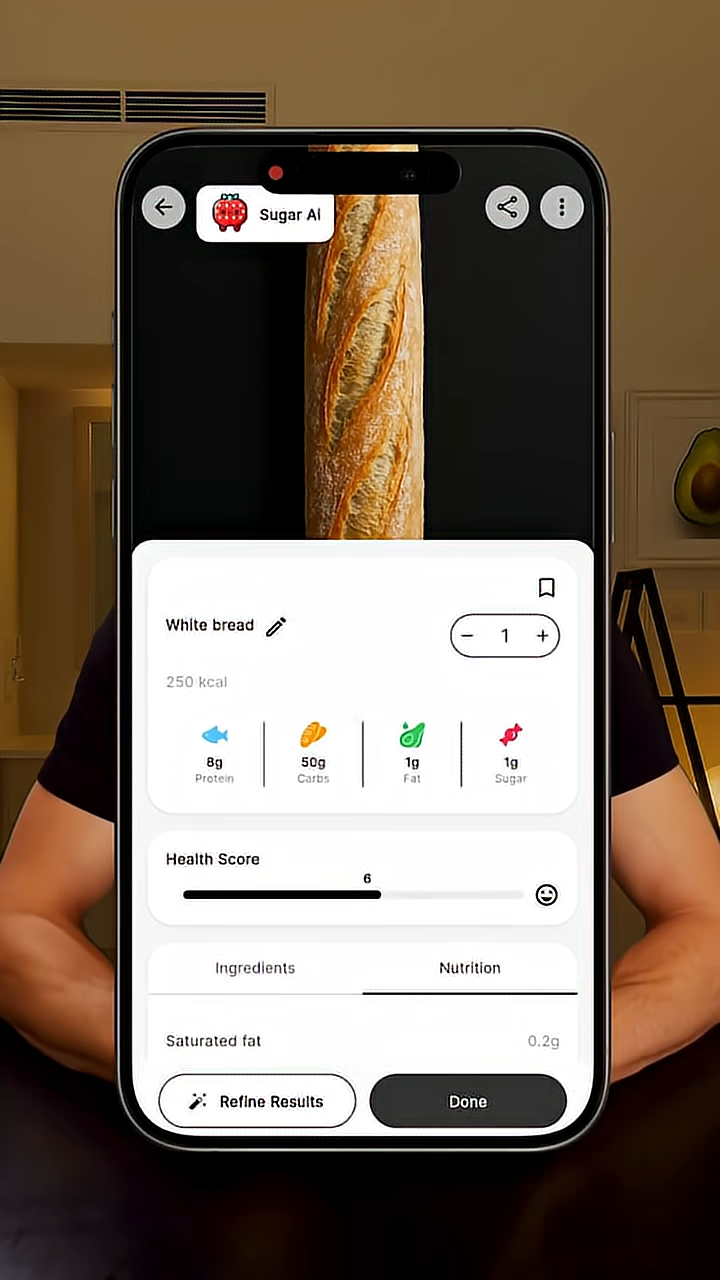 Sugar AI
White bread
1
250 kcal
8g
Protein
50g
Carbs
1g
Fat
1g
Sugar
Health Score
6
Ingredients
Nutrition
Saturated fat
0.2g
Refine Results
Done